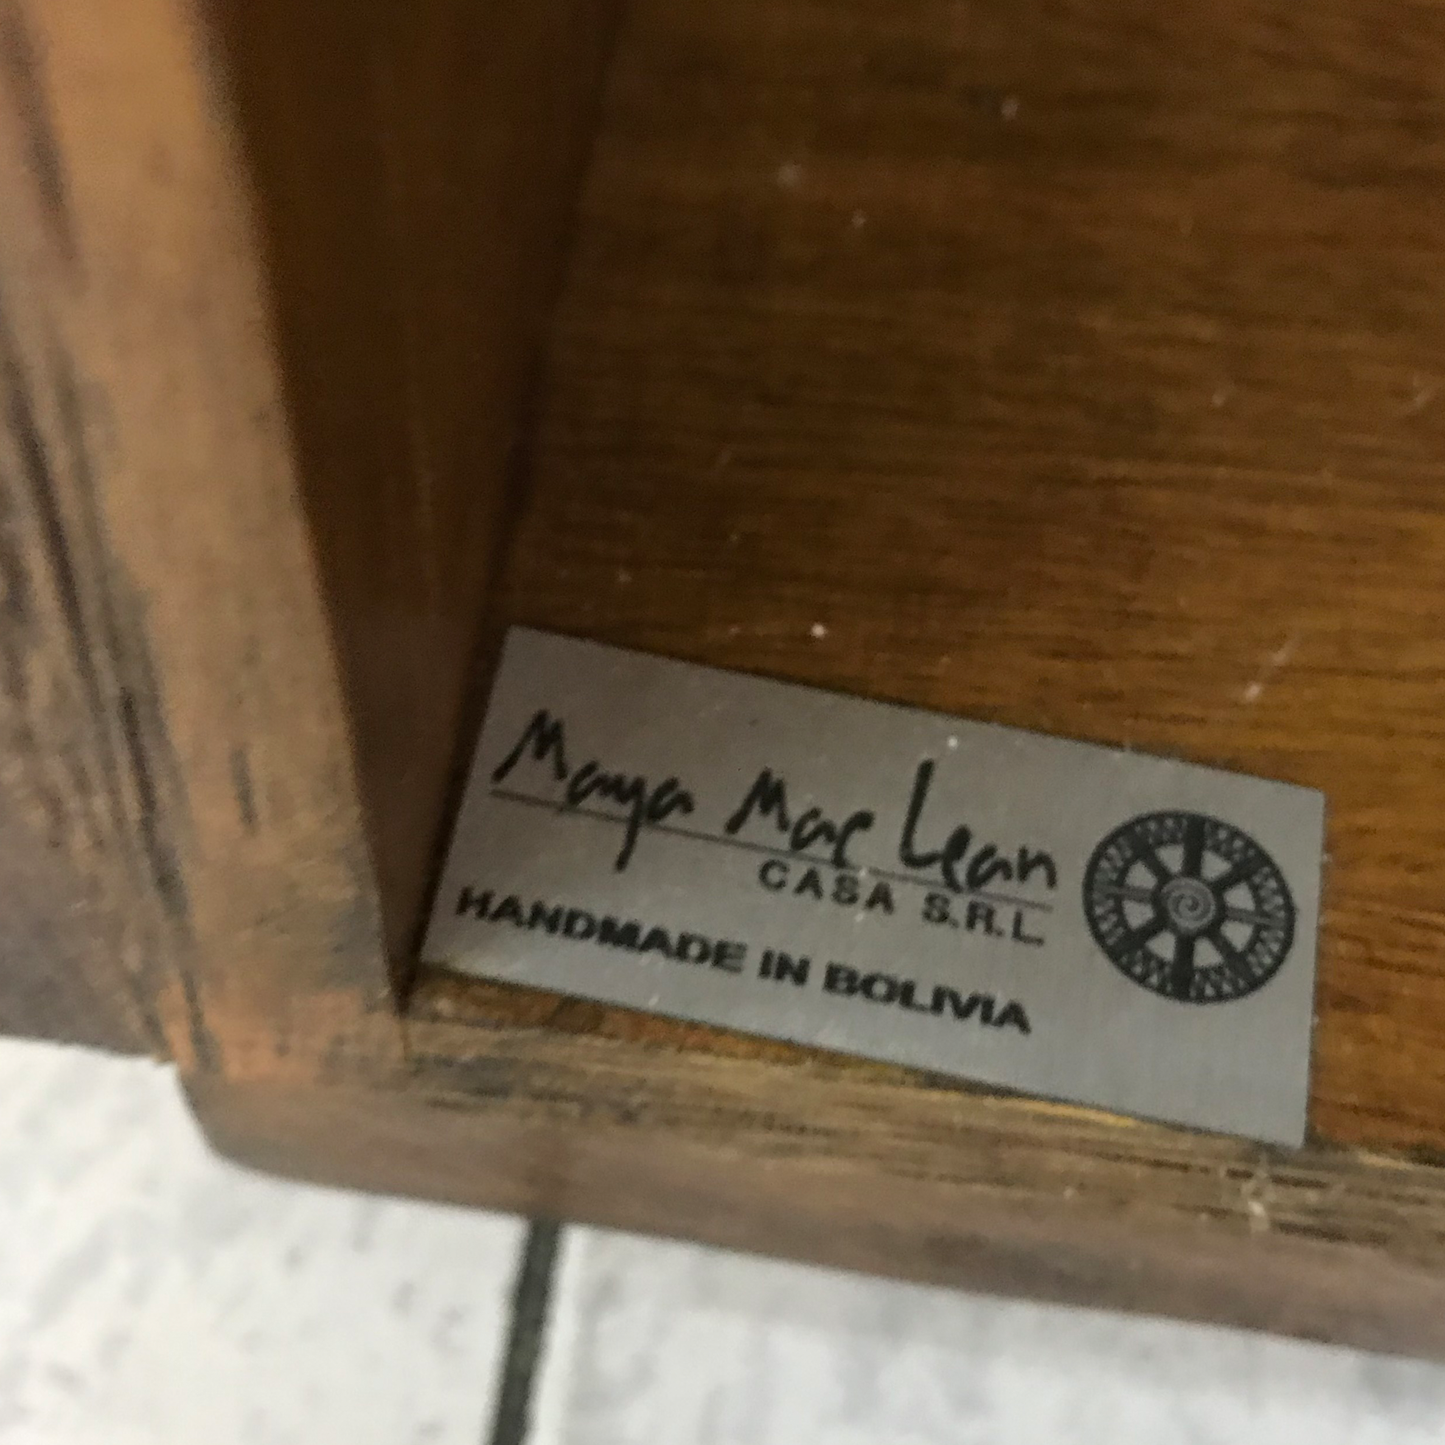 Maya Mac Lean
CASA S.R.L.
HANDMADE IN BOLIVIA